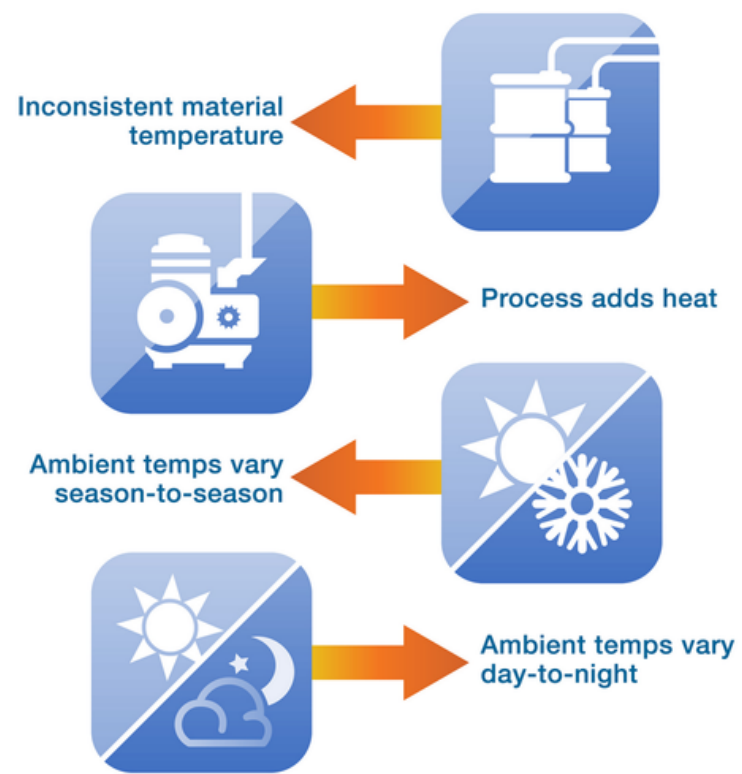 Inconsistent material
temperature
Process adds heat
Ambient temps vary
season-to-season
Ambient temps vary
day-to-night